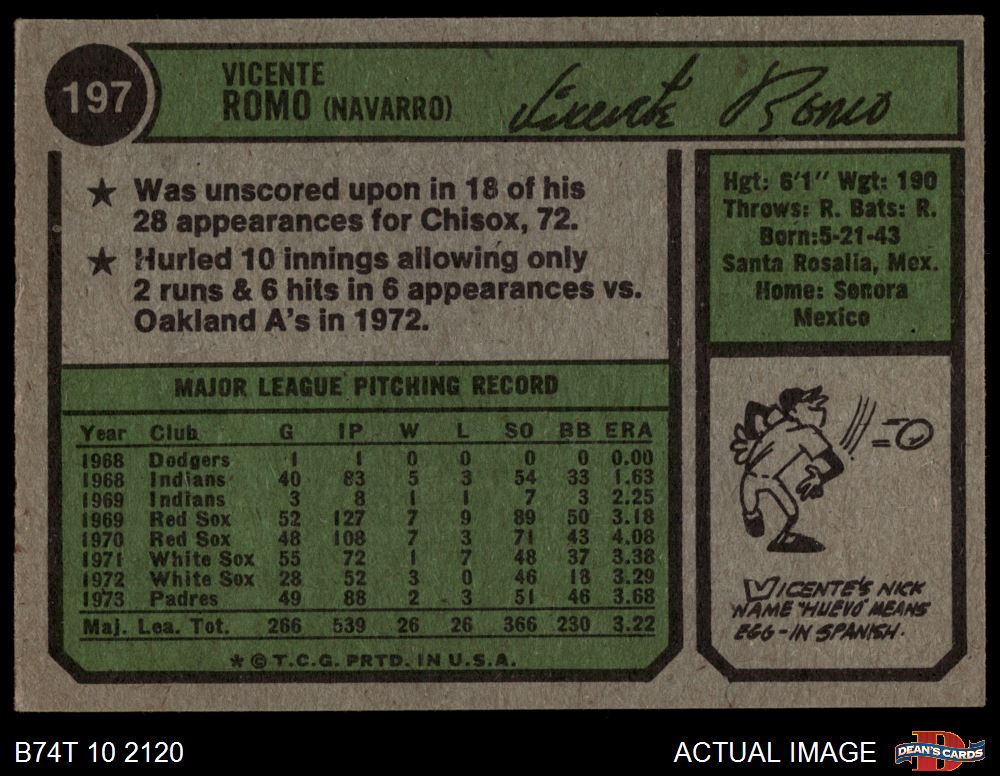 197
VICENTE
ROMO (NAVARRO)
Vicente Romo
★ Was unscored upon in 18 of his
28 appearances for Chisox, 72.
★ Hurled 10 innings allowing only
2 runs & 6 hits in 6 appearances vs.
Oakland A's in 1972.
Hgt: 6'1" Wgt: 190
Throws: R. Bats: R.
Born:5-21-43
Santa Rosalia, Mex.
Home: Senora
Mexico
MAJOR LEAGUE PITCHING RECORD
Year Club G IP W L SO BB ERA
1968 Dodgers 1 1 0 0 0 0 0.00
1968 Indians 40 83 5 3 54 33 1.63
1969 Indians 3 8 1 1 7 3 2.25
1969 Red Sox 52 127 7 9 89 50 3.18
1970 Red Sox 48 108 7 3 71 43 4.08
1971 White Sox 55 72 1 7 48 37 3.38
1972 White Sox 28 52 3 0 46 18 3.29
1973 Padres 49 88 2 3 51 46 3.68
Maj. Lea. Tot. 266 539 26 26 366 230 3.22
★ © T.C.G. PRTD. IN U.S.A.
VICENTE'S NICK
NAME "HUEVO" MEANS
EGG-IN SPANISH.
B74T 10 2120
ACTUAL IMAGE
DEAN'S CARDS